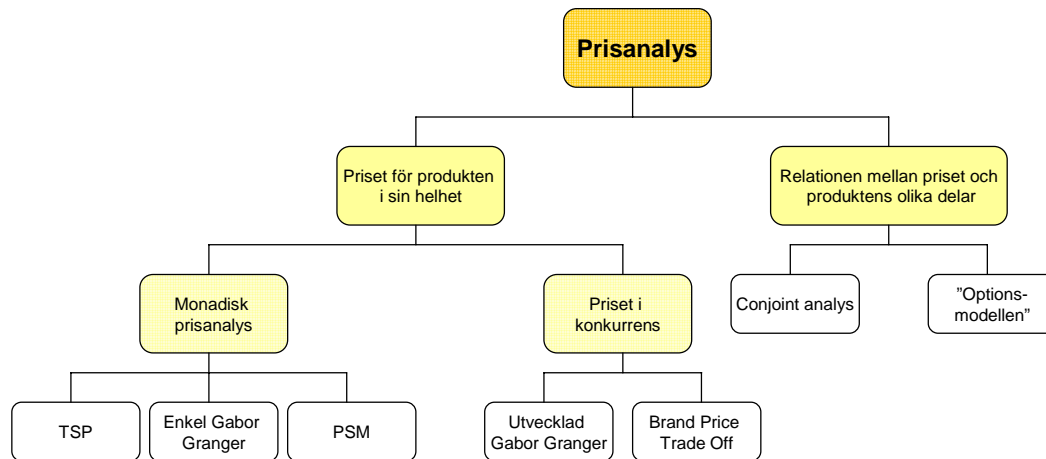 Prisanalys
Priset för produkten
i sin helhet
Relationen mellan priset och
produktens olika delar
Monadisk
prisanalys
Priset i
konkurrens
Conjoint analys
”Options-
modellen”
TSP
Enkel Gabor
Granger
PSM
Utvecklad
Gabor Granger
Brand Price
Trade Off